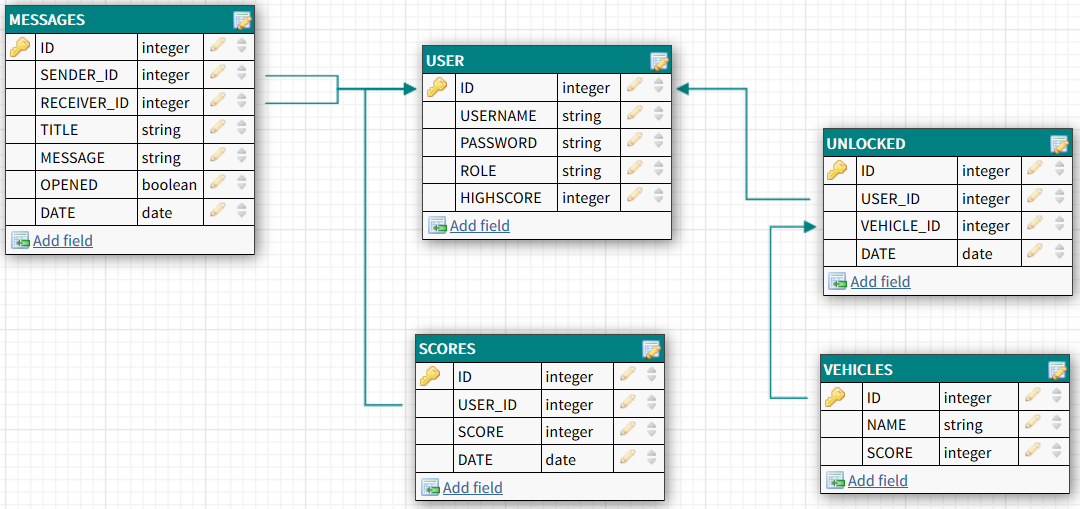 MESSAGES
ID integer
SENDER_ID integer
RECEIVER_ID integer
TITLE string
MESSAGE string
OPENED boolean
DATE date
Add field
USER
ID integer
USERNAME string
PASSWORD string
ROLE string
HIGHSCORE integer
Add field
UNLOCKED
ID integer
USER_ID integer
VEHICLE_ID integer
DATE date
Add field
SCORES
ID integer
USER_ID integer
SCORE integer
DATE date
Add field
VEHICLES
ID integer
NAME string
SCORE integer
Add field